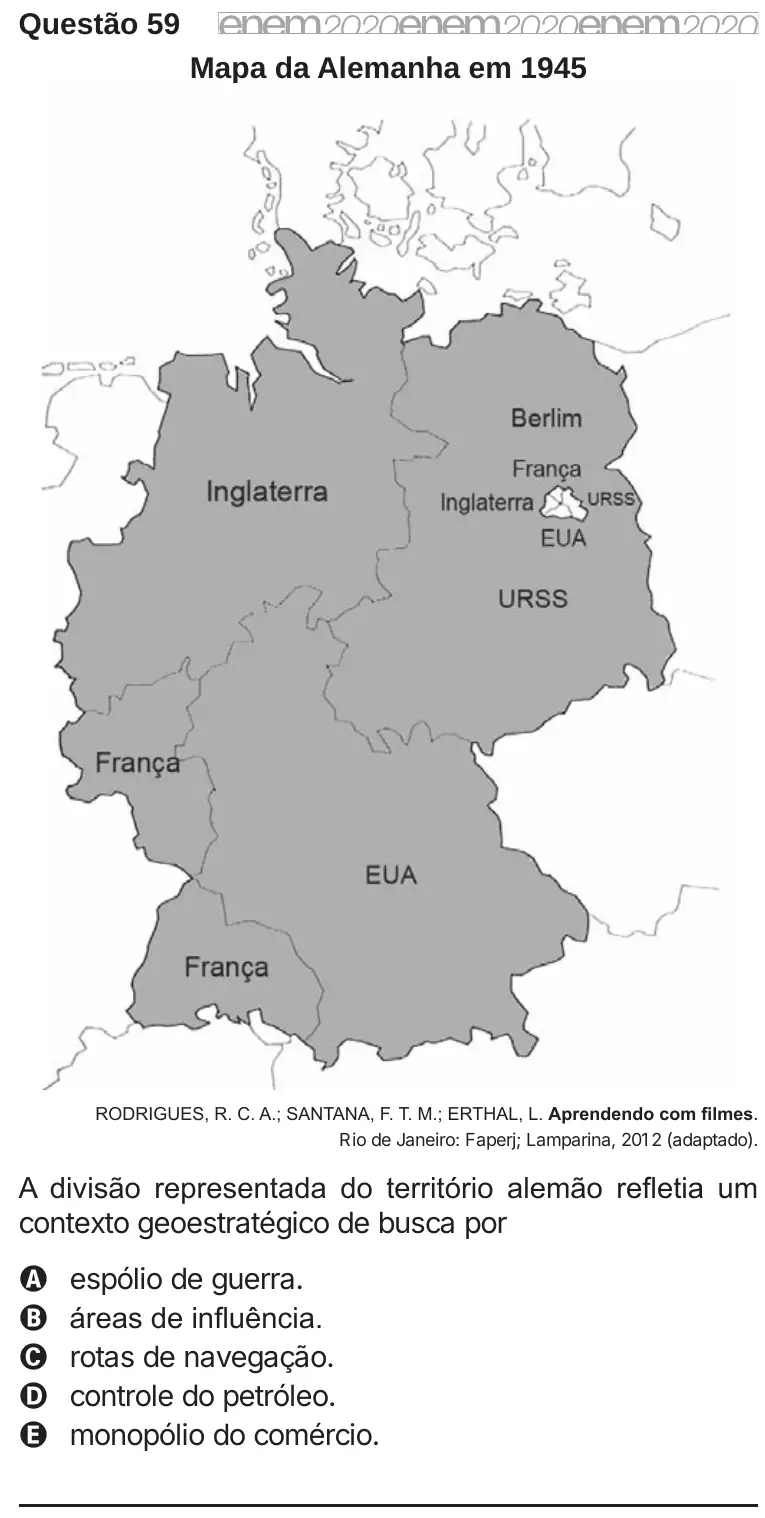 Questão 59 enem2020enem2020enem2020
Mapa da Alemanha em 1945
Berlim
França
Inglaterra
Inglaterra
URSS
EUA
URSS
França
EUA
França
RODRIGUES, R. C. A.; SANTANA, F. T. M.; ERTHAL, L. Aprendendo com filmes.
Rio de Janeiro: Faperj; Lamparina, 2012 (adaptado).
A divisão representada do território alemão refletia um
contexto geoestratégico de busca por
A espólio de guerra.
B áreas de influência.
C rotas de navegação.
D controle do petróleo.
E monopólio do comércio.